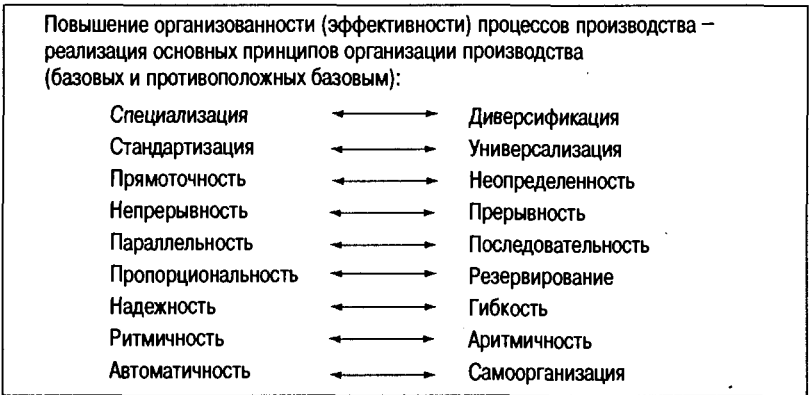 Повышение организованности (эффективности) процессов производства –
реализация основных принципов организации производства
(базовых и противоположных базовым):
Специализация ↔ Диверсификация
Стандартизация ↔ Универсализация
Прямоточность ↔ Неопределенность
Непрерывность ↔ Прерывность
Параллельность ↔ Последовательность
Пропорциональность ↔ Резервирование
Надежность ↔ Гибкость
Ритмичность ↔ Аритмичность
Автоматичность ↔ Самоорганизация